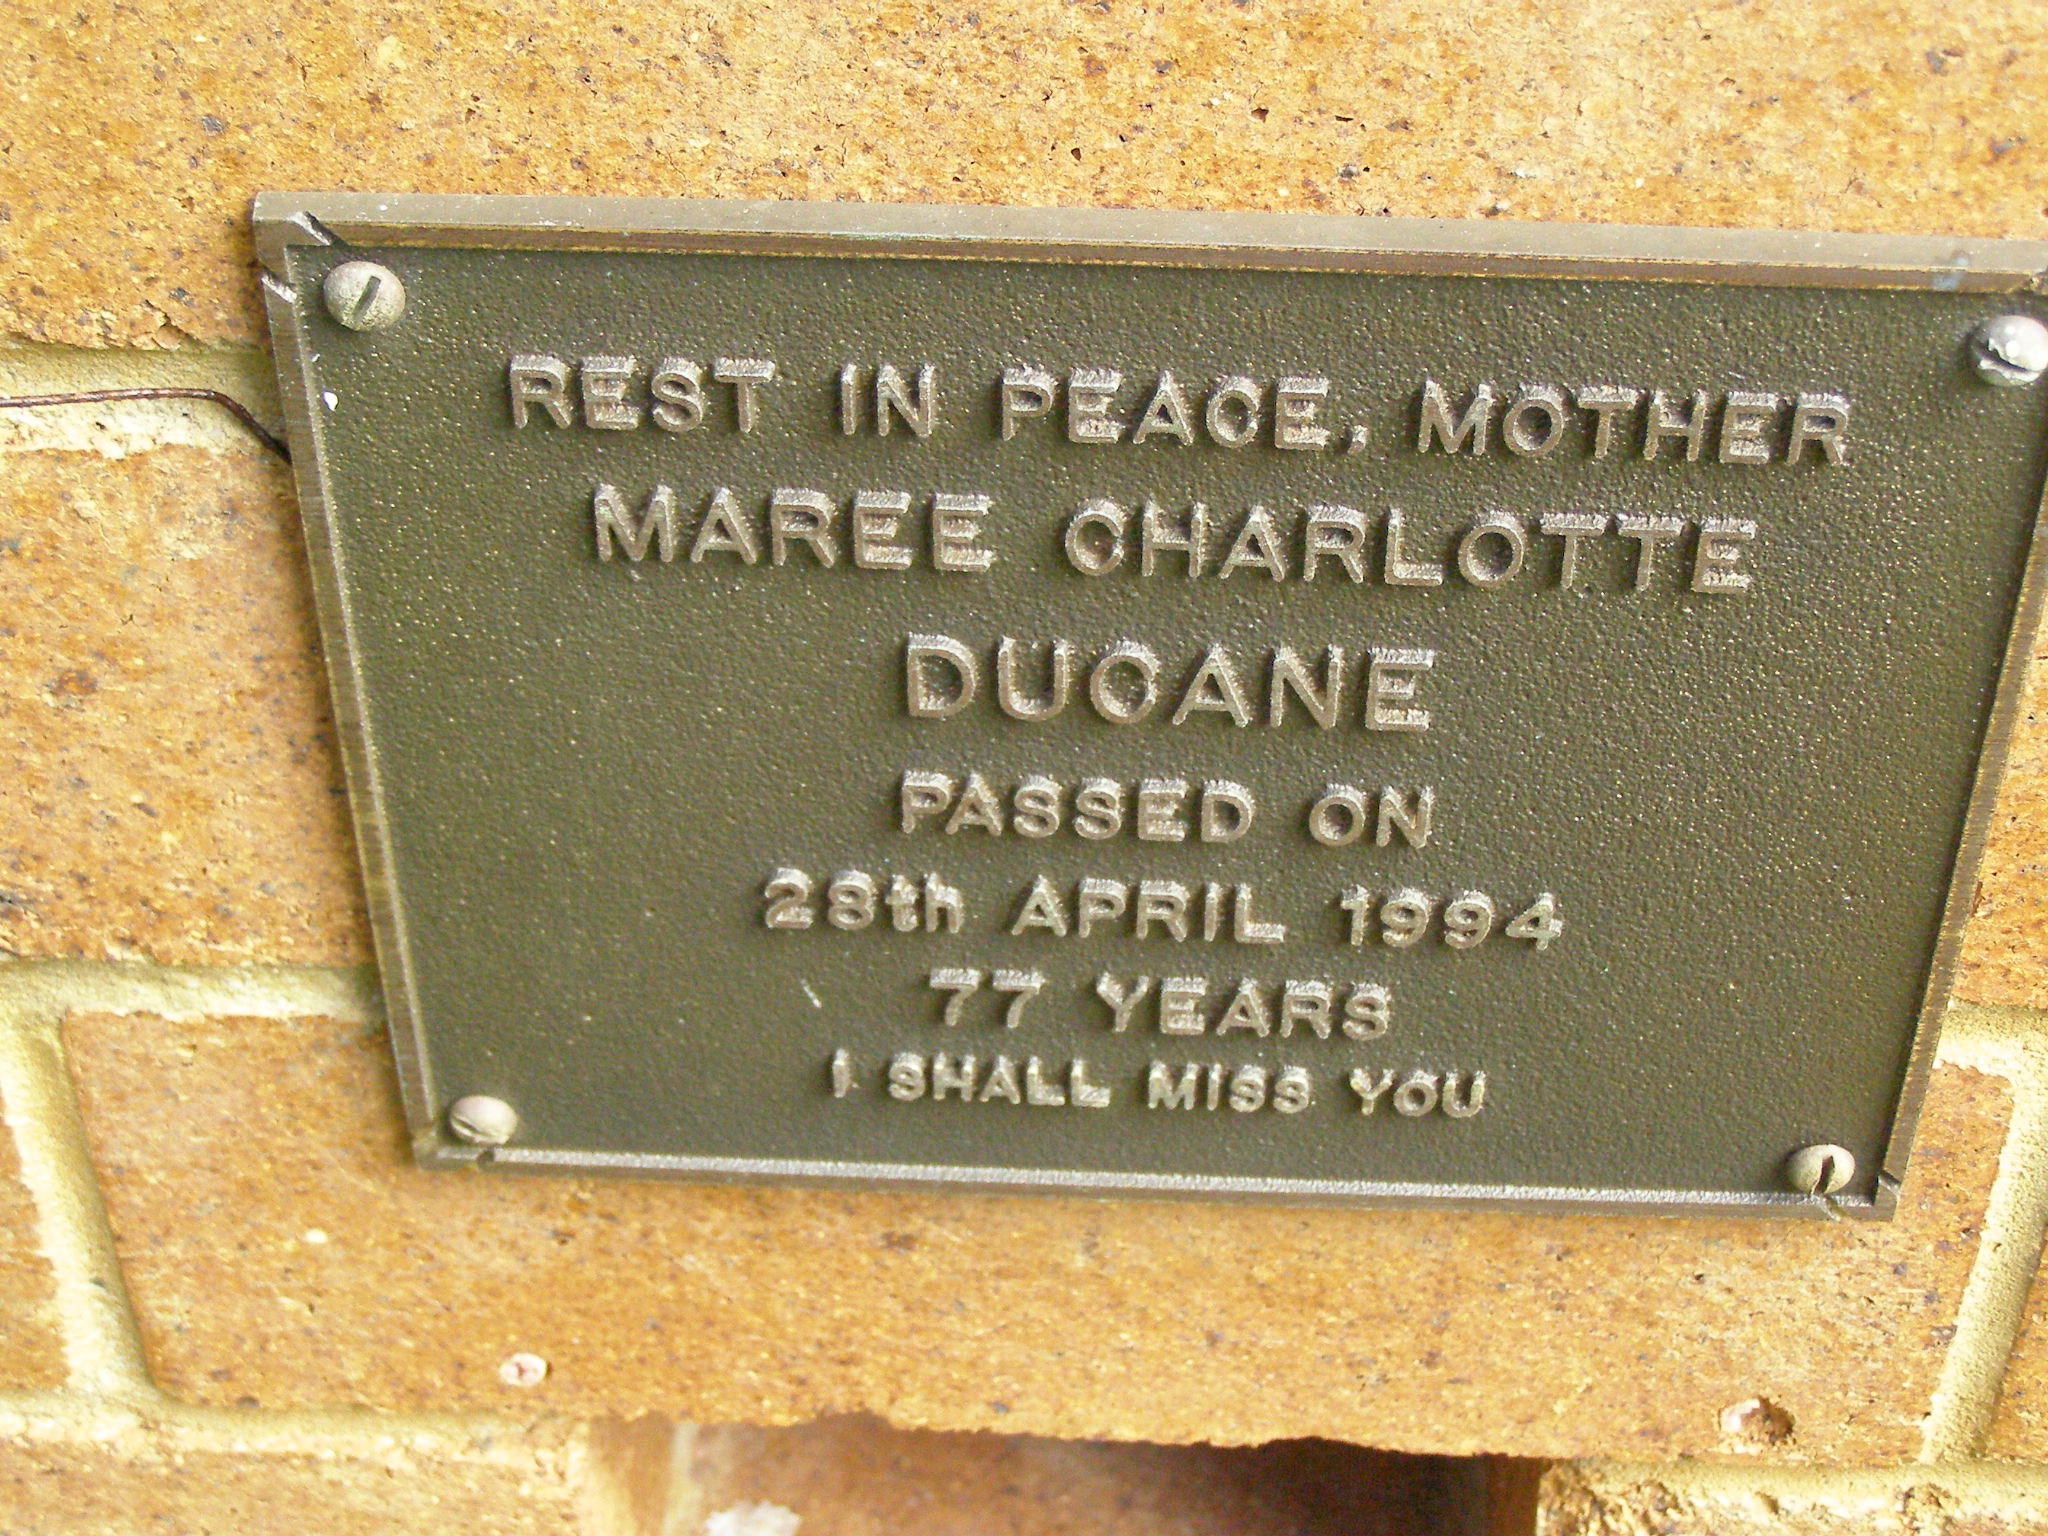 REST IN PEACE, MOTHER
MAREE CHARLOTTE
DUCANE
PASSED ON
28th APRIL 1994
77 YEARS
I SHALL MISS YOU